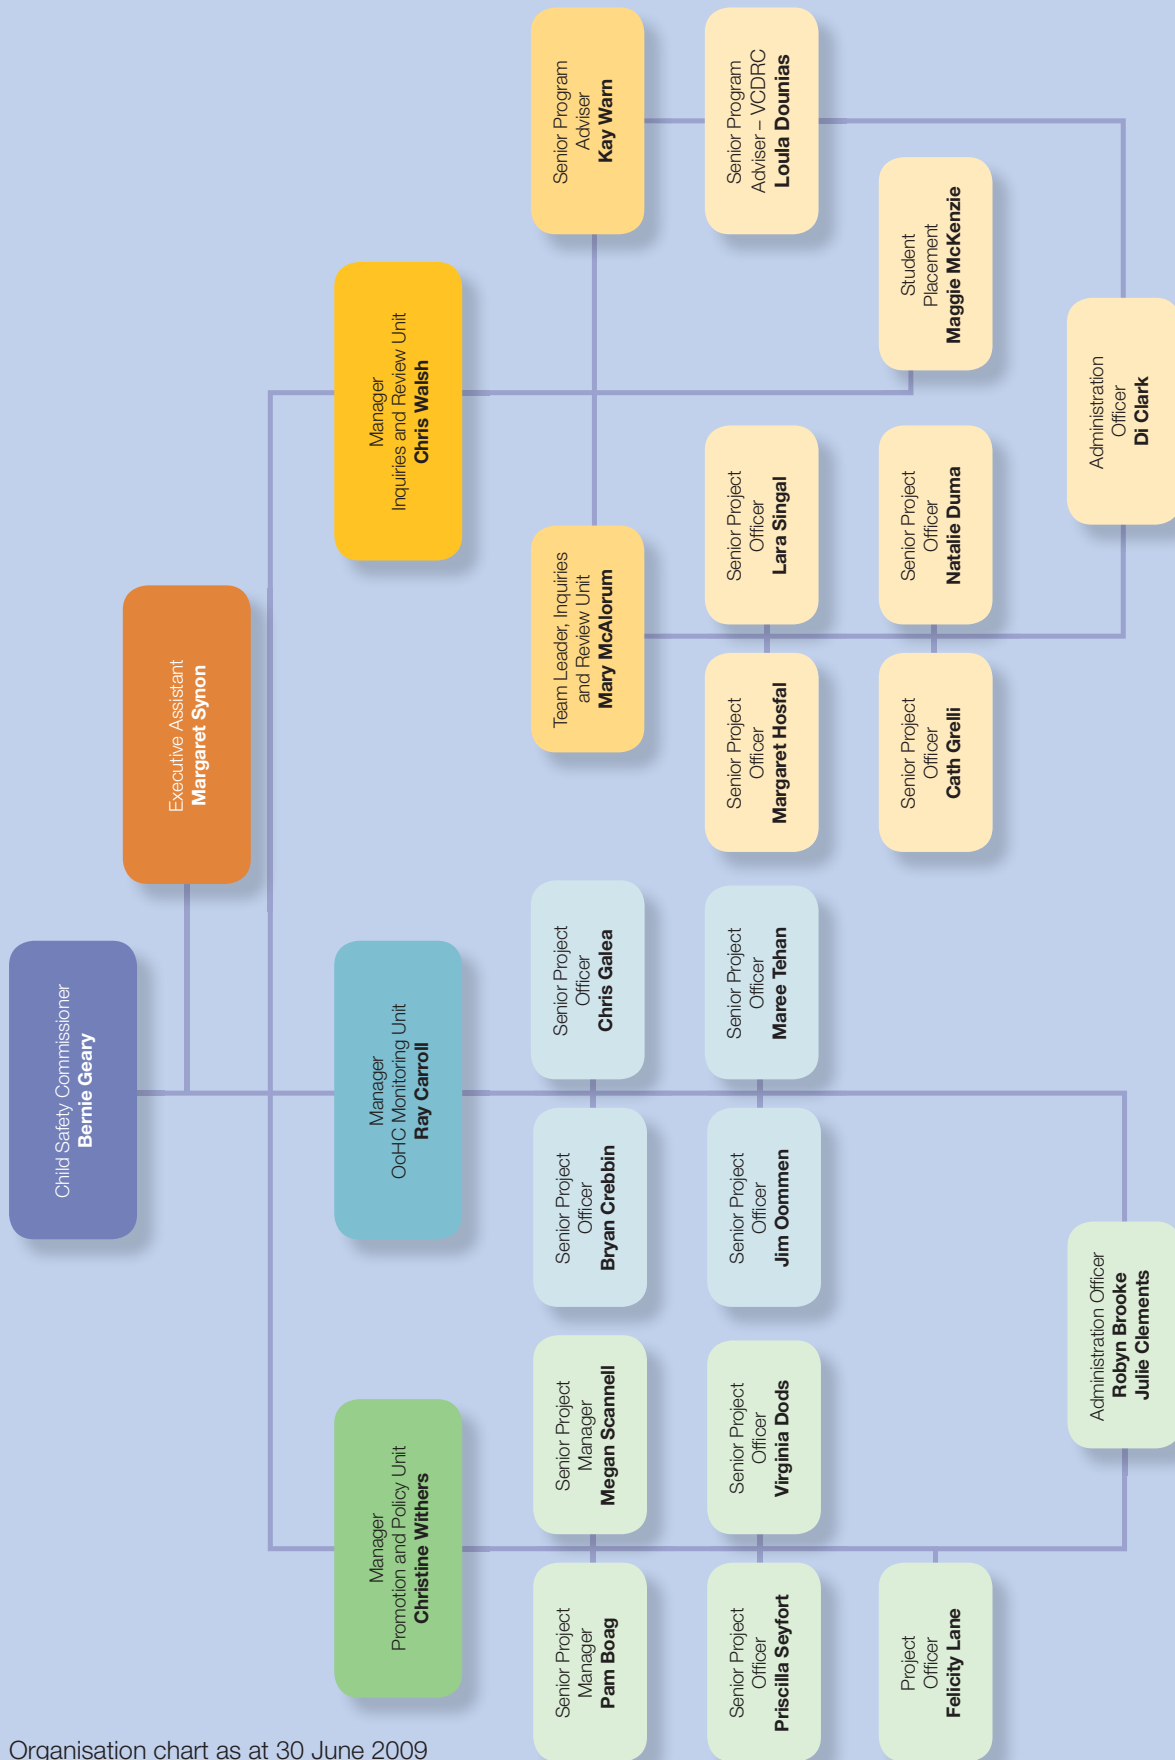 Child Safety Commissioner
Bernie Geary
Executive Assistant
Margaret Synon
Manager
Promotion and Policy Unit
Christine Withers
Manager
OoHC Monitoring Unit
Ray Carroll
Manager
Inquiries and Review Unit
Chris Walsh
Senior Project
Manager
Pam Boag
Senior Project
Manager
Megan Scannell
Senior Project
Officer
Bryan Crebbin
Senior Project
Officer
Chris Galea
Team Leader, Inquiries
and Review Unit
Mary McAlorum
Senior Program
Adviser
Kay Warn
Senior Project
Officer
Priscilla Seyfort
Senior Project
Officer
Virginia Dods
Senior Project
Officer
Jim Oommen
Senior Project
Officer
Maree Tehan
Senior Project
Officer
Margaret Hosfal
Senior Project
Officer
Lara Singal
Senior Program
Adviser – VCDRC
Loula Dounias
Project
Officer
Felicity Lane
Senior Project
Officer
Cath Grelli
Senior Project
Officer
Natalie Duma
Student
Placement
Maggie McKenzie
Administration Officer
Robyn Brooke
Julie Clements
Administration
Officer
Di Clark
Organisation chart as at 30 June 2009